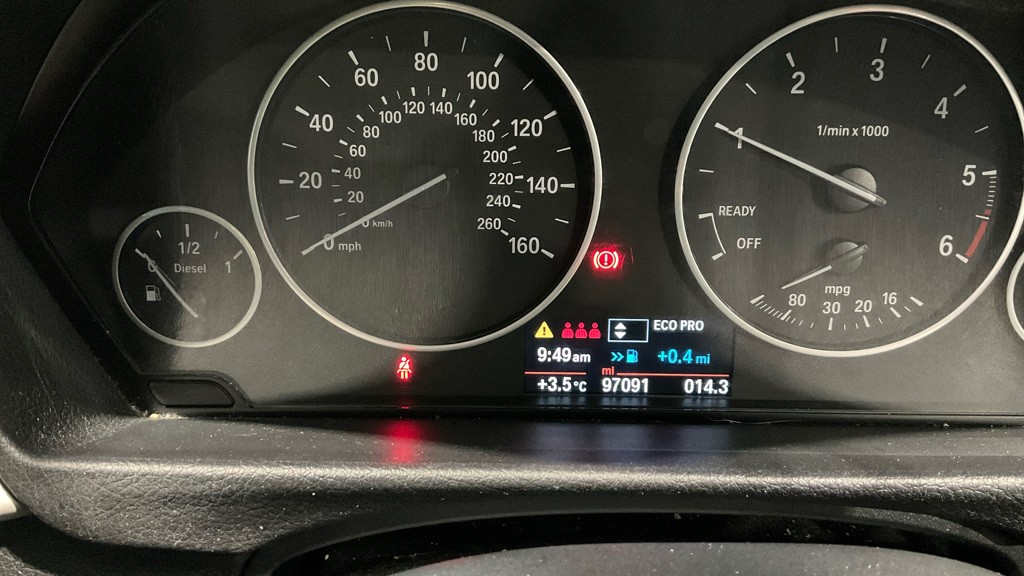 0 1/2 1
Diesel
0 20 40 60 80 100 120 140 160
mph
0 20 40 60 80 100 120 140 160 180 200 220 240 260
km/h
1 2 3 4 5 6
1/min x 1000
READY
OFF
mpg
80 30 20 16
ECO PRO
9:49 am
+0.4 mi
mi
+3.5 °C 97091 014.3